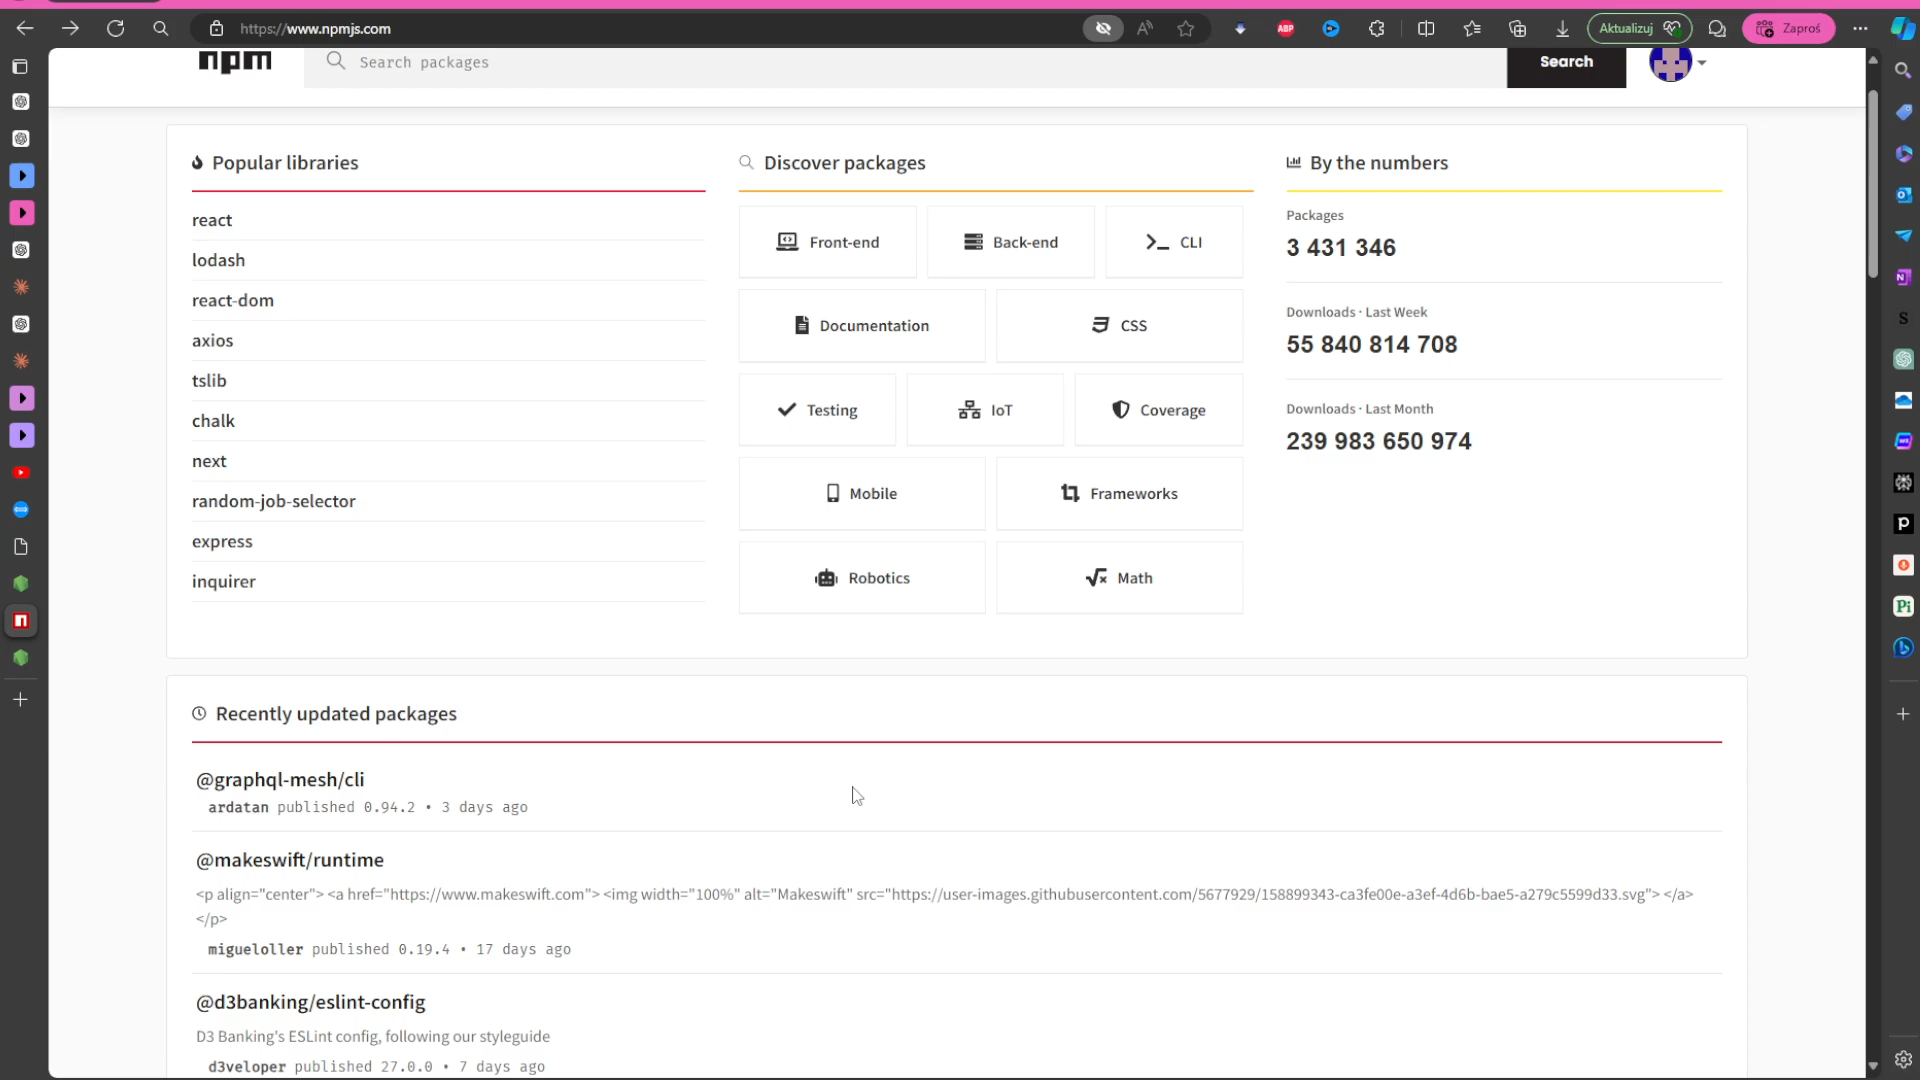 https://www.npmjs.com
Aktualizuj
Zaproś
npm
Search packages
Search
Popular libraries
react
lodash
react-dom
axios
tslib
chalk
next
random-job-selector
express
inquirer
Discover packages
Front-end
Back-end
CLI
Documentation
CSS
Testing
IoT
Coverage
Mobile
Frameworks
Robotics
Math
By the numbers
Packages
3 431 346
Downloads · Last Week
55 840 814 708
Downloads · Last Month
239 983 650 974
Recently updated packages
@graphql-mesh/cli
ardatan published 0.94.2 • 3 days ago
@makeswift/runtime
<p align="center"> <a href="https://www.makeswift.com"> <img width="100%" alt="Makeswift" src="https://user-images.githubusercontent.com/5677929/158899343-ca3fe00e-a3ef-4d6b-bae5-a279c5599d33.svg"> </a>
</p>
migueloller published 0.19.4 • 17 days ago
@d3banking/eslint-config
D3 Banking's ESLint config, following our styleguide
d3veloper published 27.0.0 • 7 days ago